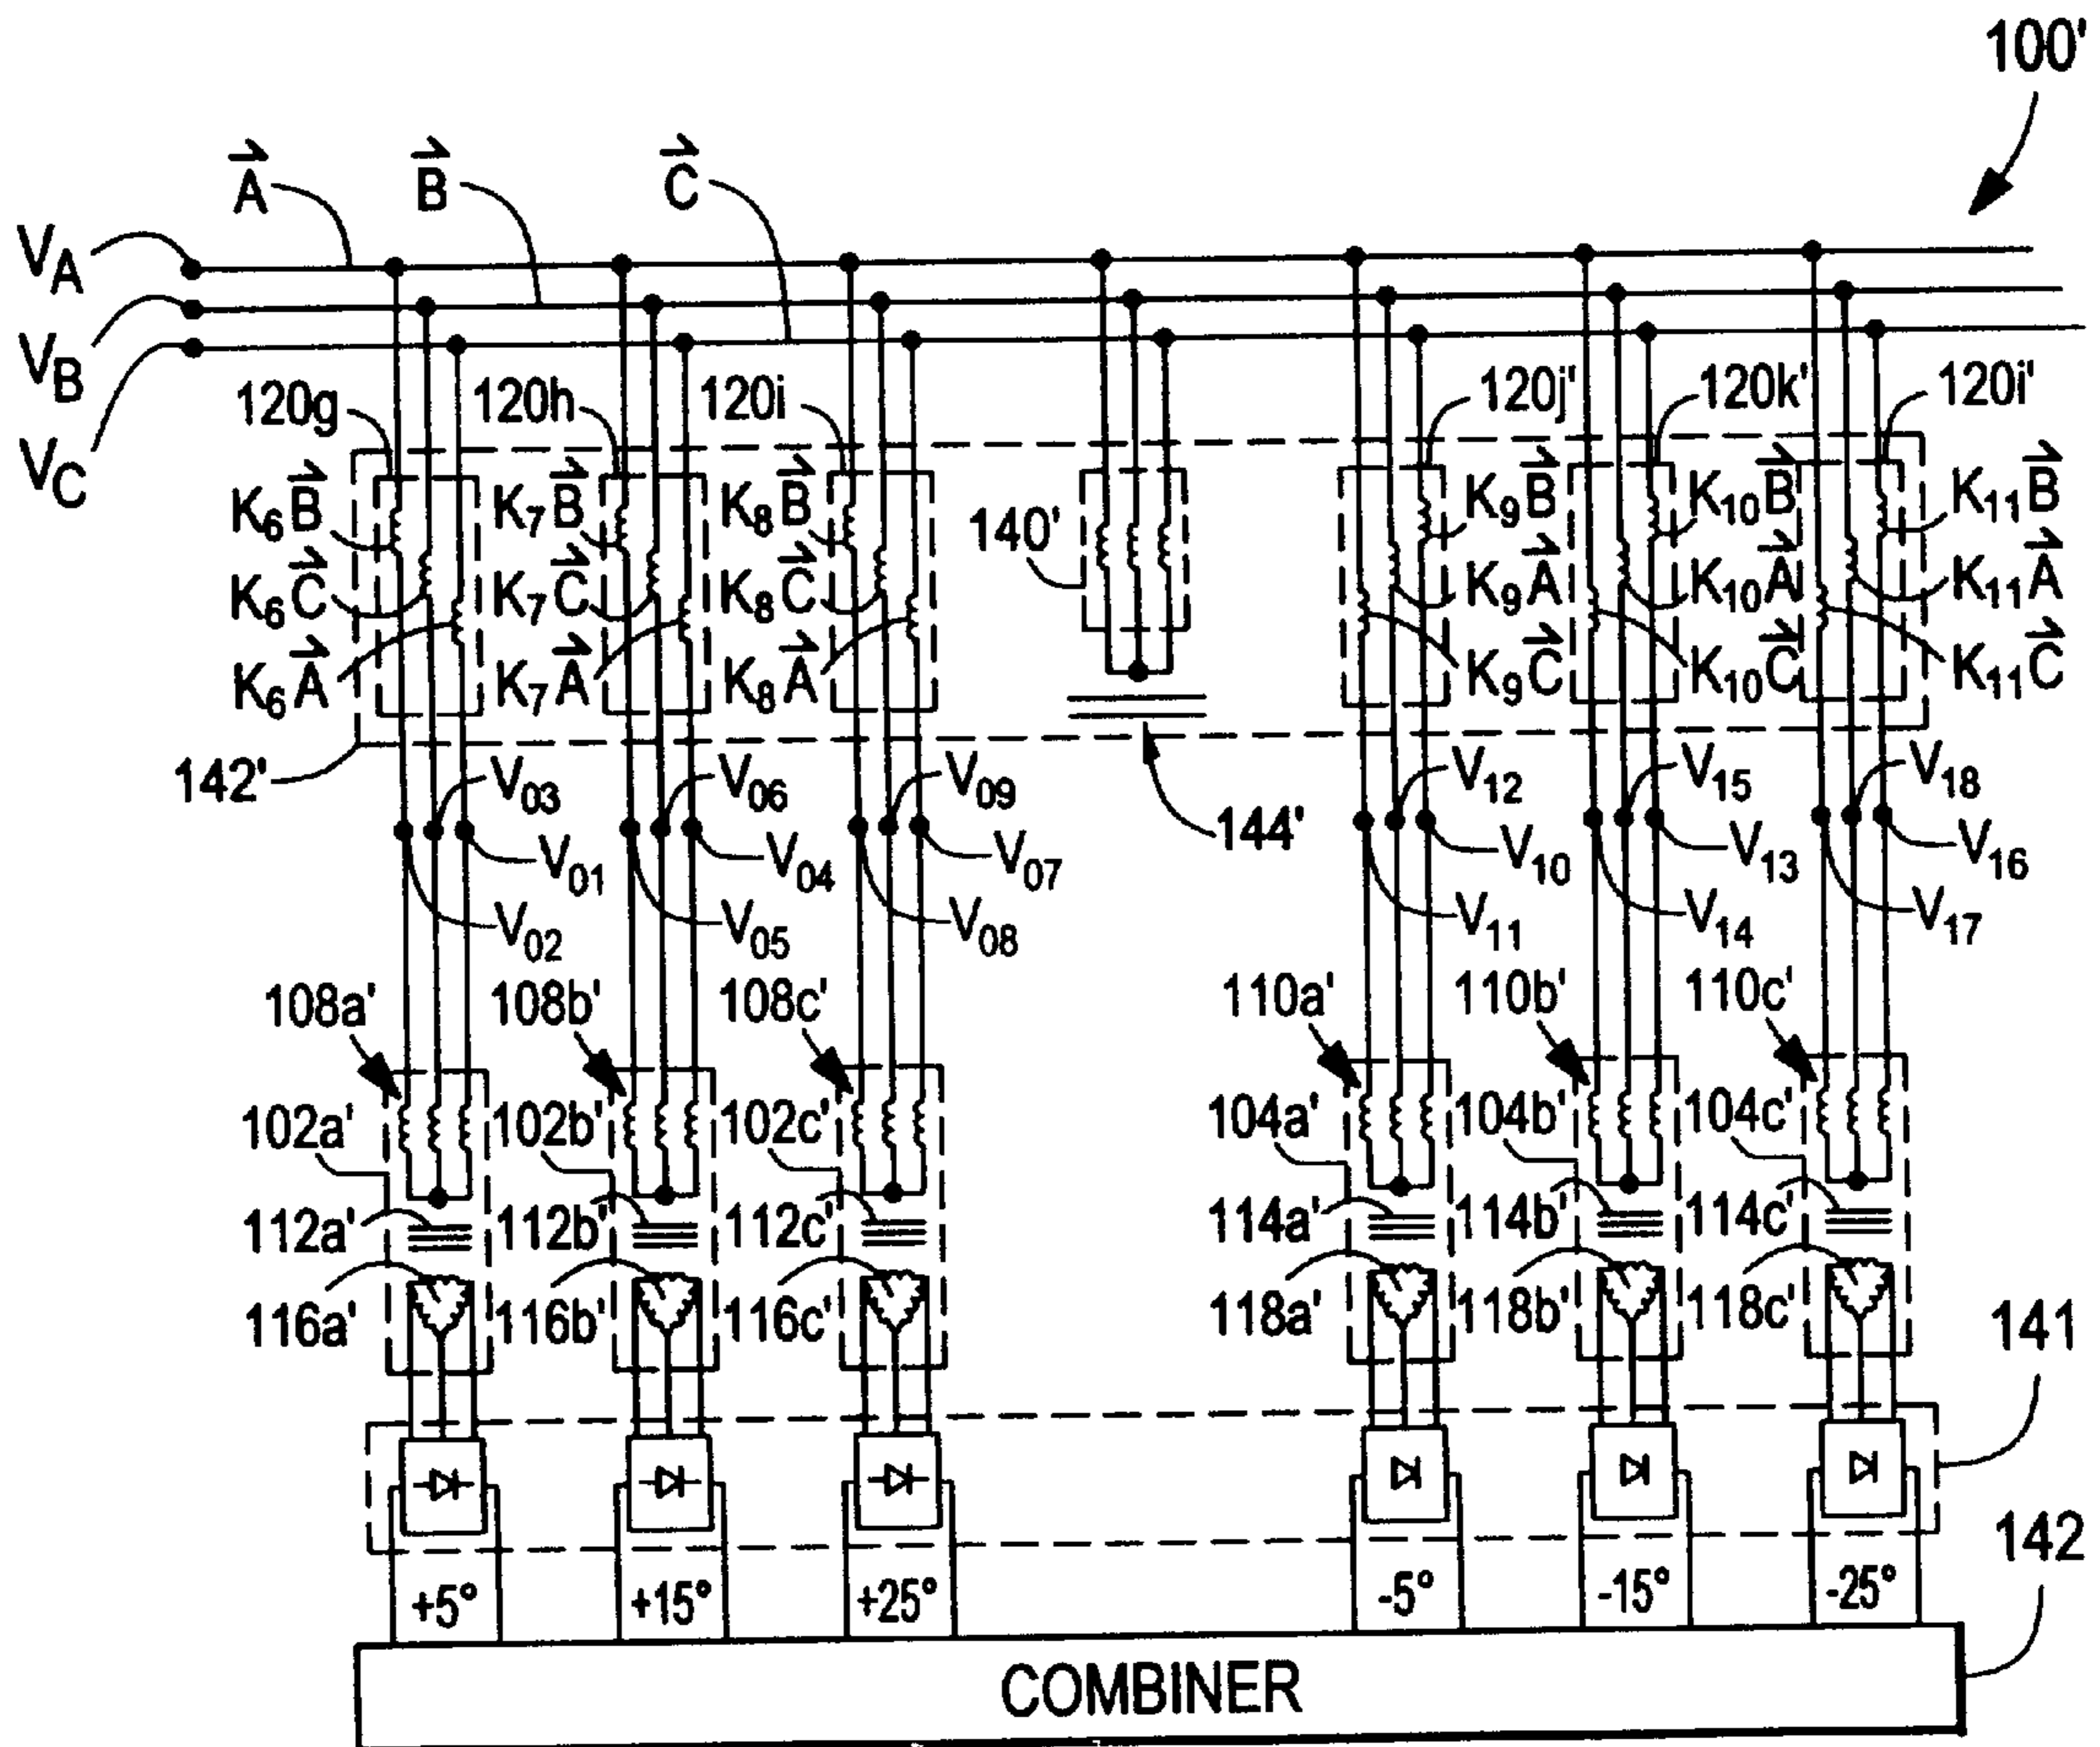 100'
A B C
VA
VB
VC
120g 120h 120i 120j' 120k' 120i'
K6B K7B K8B K9B K10B K11B
140'
K6C K7C K8C K9A K10A K11A
K6A K7A K8A K9C K10C K11C
142' V03 V06 V09 144' V12 V15 V18
V01 V04 V07 V10 V13 V16
V02 V05 V08 V11 V14 V17
108a' 108b' 108c' 110a' 110b' 110c'
102a' 102b' 102c' 104a' 104b' 104c'
112a' 112b' 112c' 114a' 114b' 114c'
116a' 116b' 116c' 118a' 118b' 118c'
141
142
+5° +15° +25° -5° -15° -25°
COMBINER